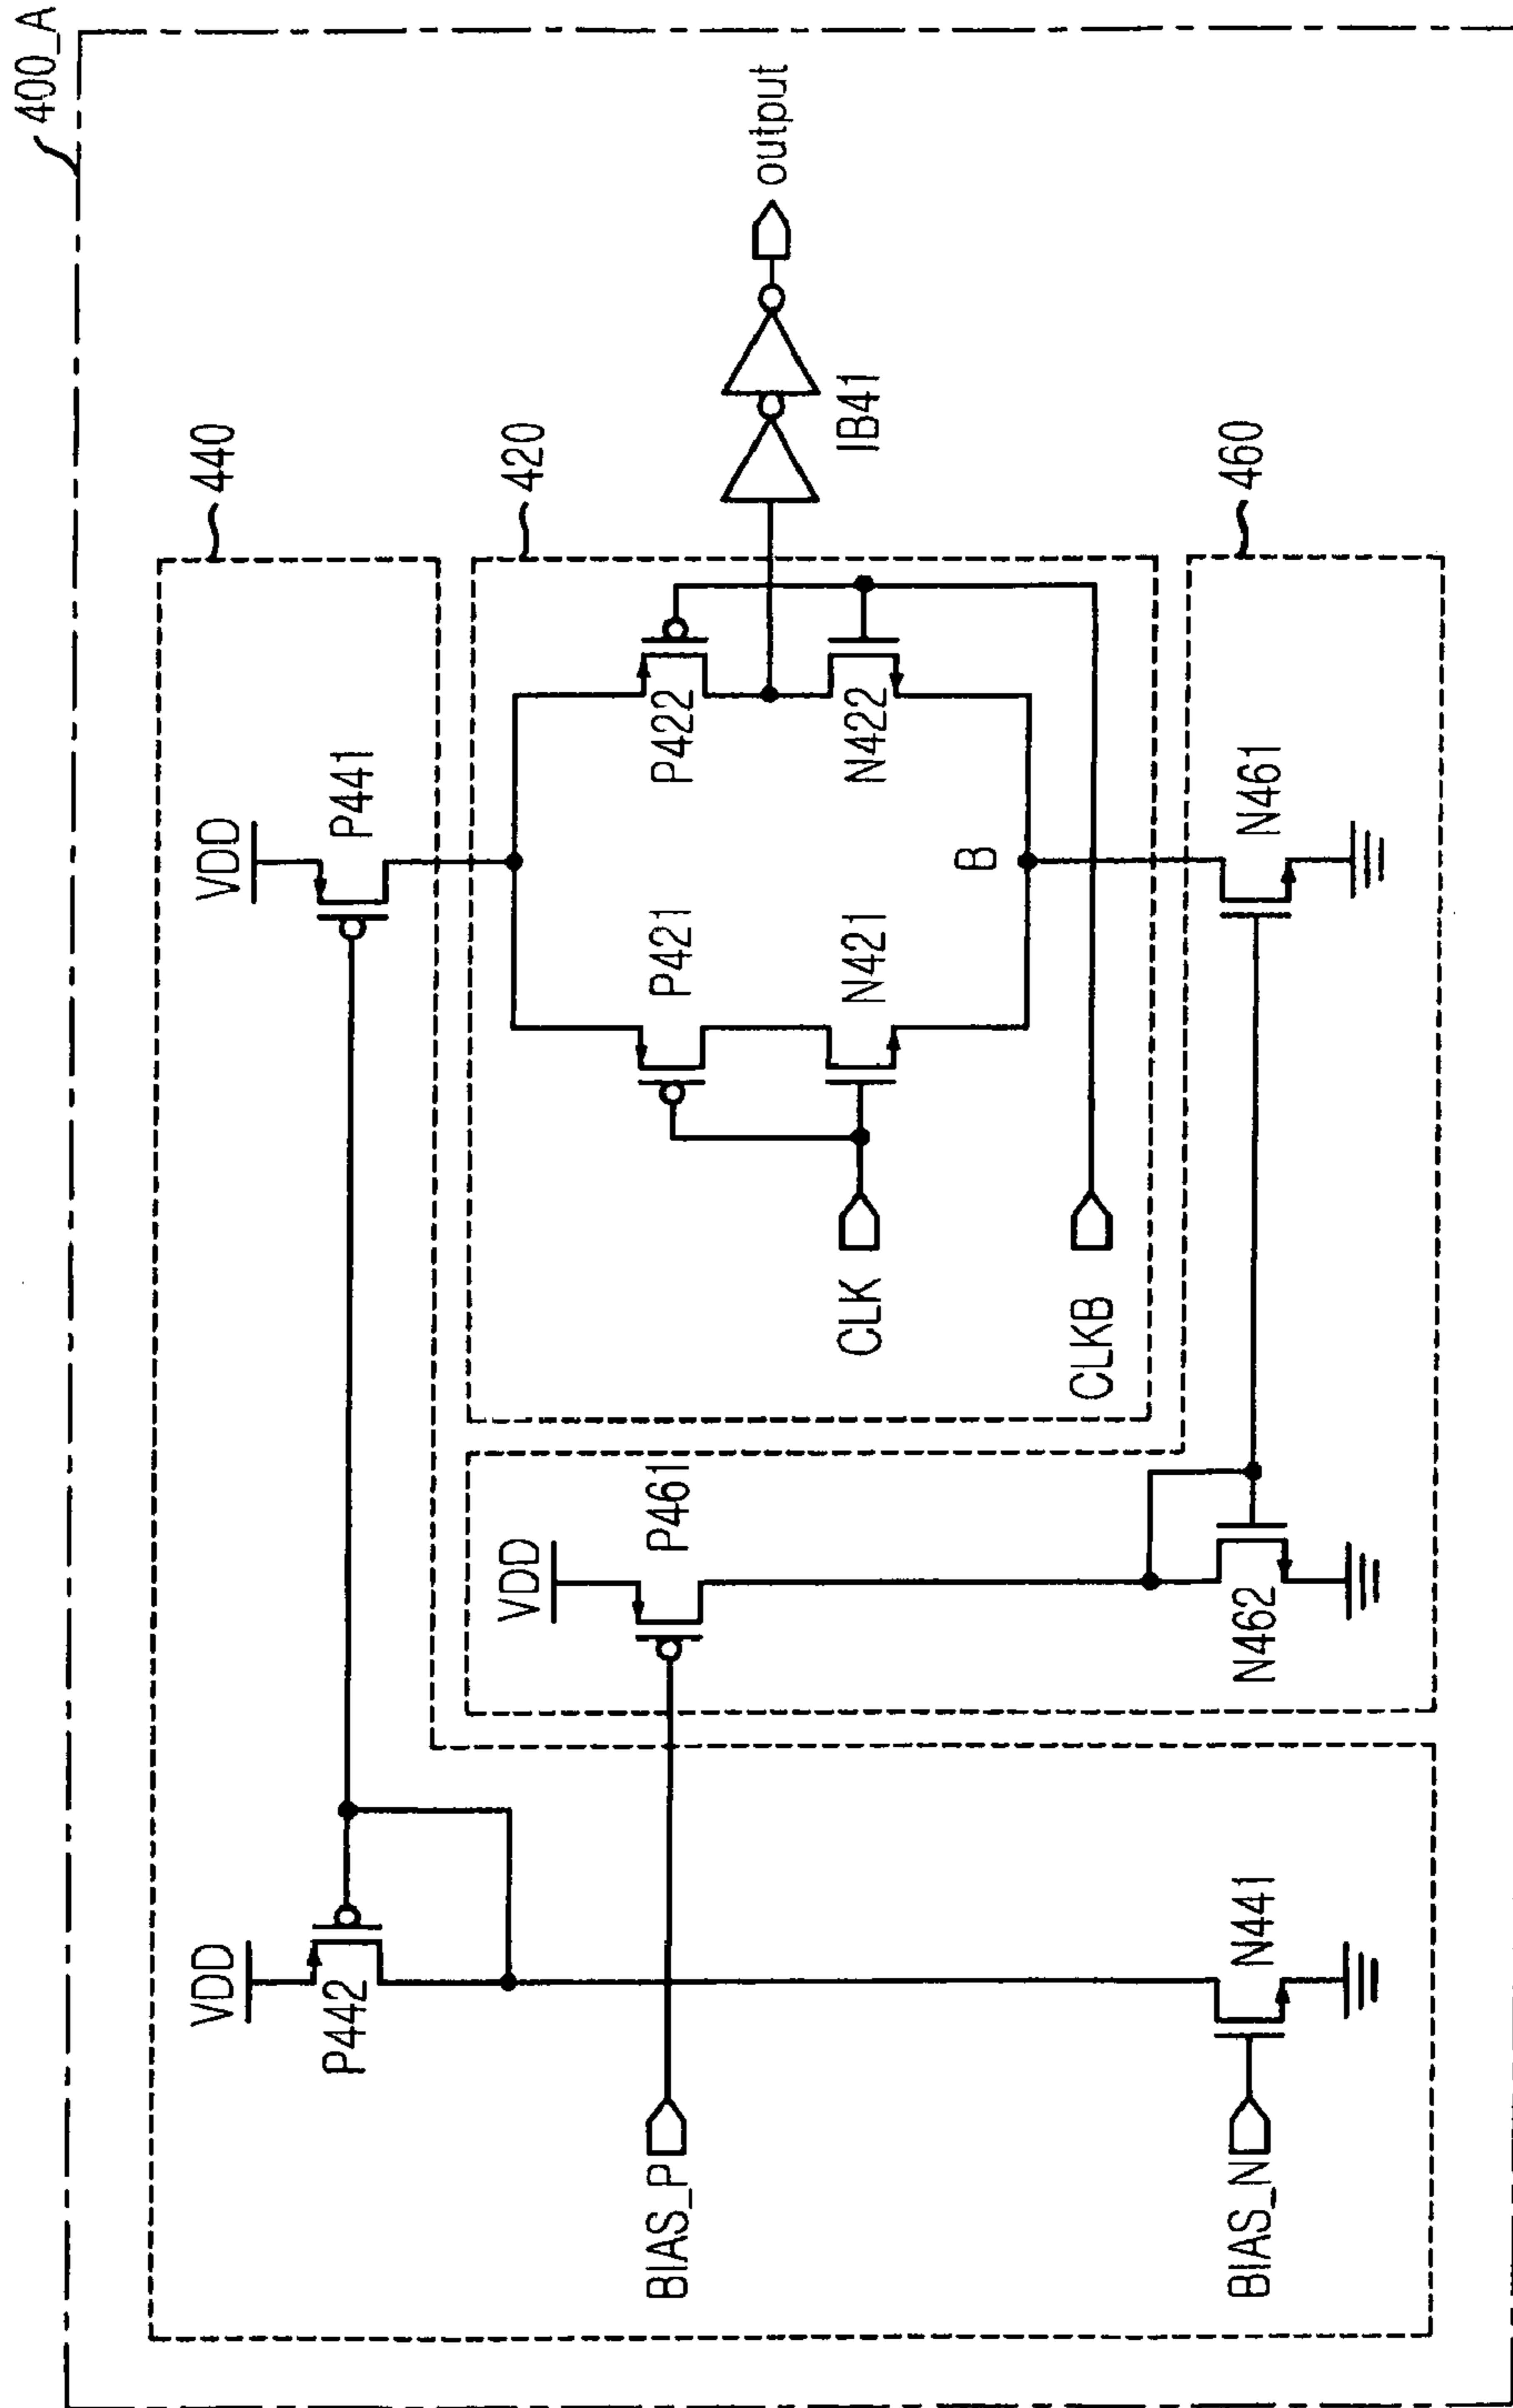 400_A
440
420
460
VDD
P441
VDD
P442
P421
P422
output
IB41
N421
N422
B
CLK
CLKB
VDD
P461
N461
N462
BIAS_P
BIAS_N
N441